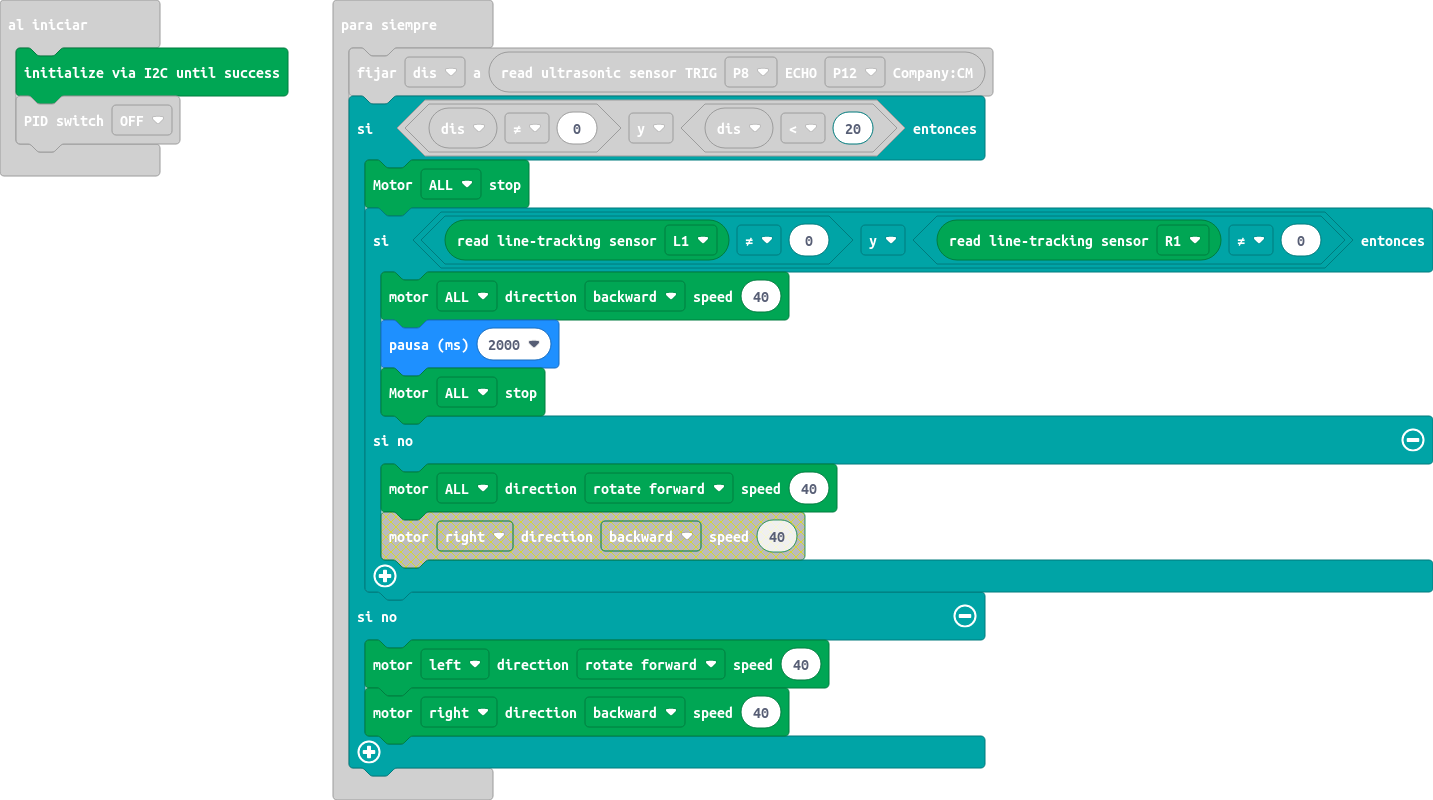 al iniciar
initialize via I2C until success
PID switch OFF
para siempre
fijar dis a read ultrasonic sensor TRIG P8 ECHO P12 Company:CM
si dis ≠ 0 y dis < 20 entonces
Motor ALL stop
si read line-tracking sensor L1 ≠ 0 y read line-tracking sensor R1 ≠ 0 entonces
motor ALL direction backward speed 40
pausa (ms) 2000
Motor ALL stop
si no
motor ALL direction rotate forward speed 40
motor right direction backward speed 40
si no
motor left direction rotate forward speed 40
motor right direction backward speed 40